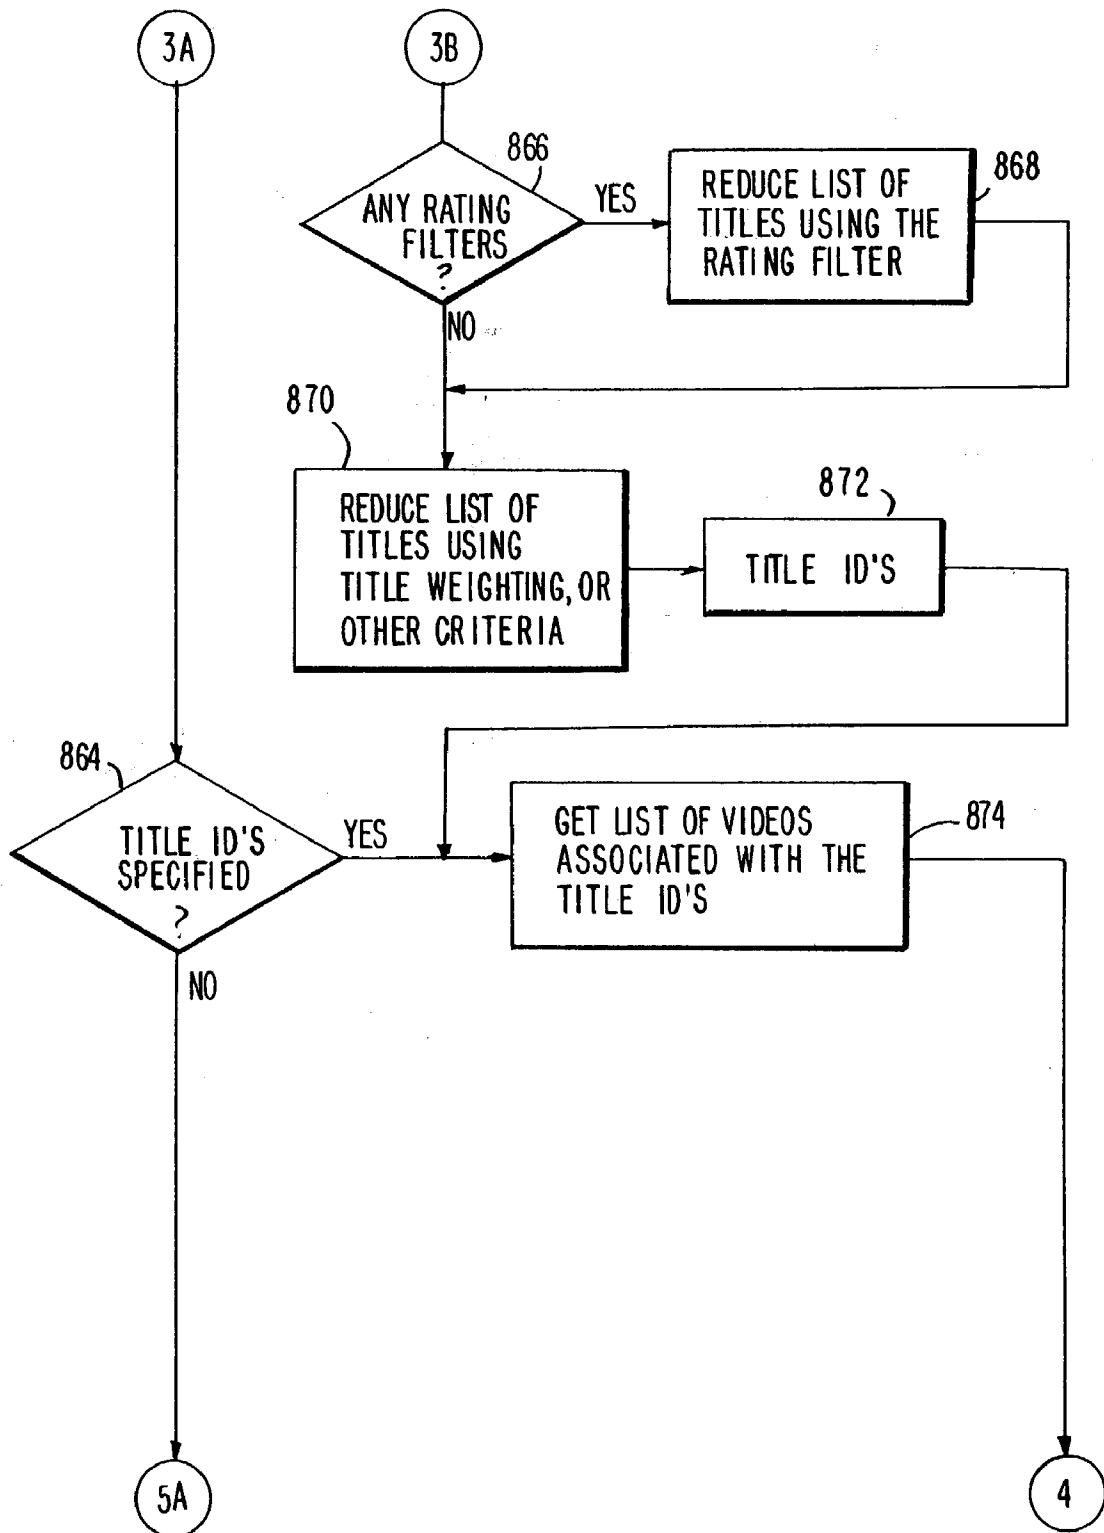 3A
3B
866
ANY RATING
FILTERS
?
YES
868
REDUCE LIST OF
TITLES USING THE
RATING FILTER
NO
870
REDUCE LIST OF
TITLES USING
TITLE WEIGHTING, OR
OTHER CRITERIA
872
TITLE ID'S
864
TITLE ID'S
SPECIFIED
?
YES
874
GET LIST OF VIDEOS
ASSOCIATED WITH THE
TITLE ID'S
NO
5A
4